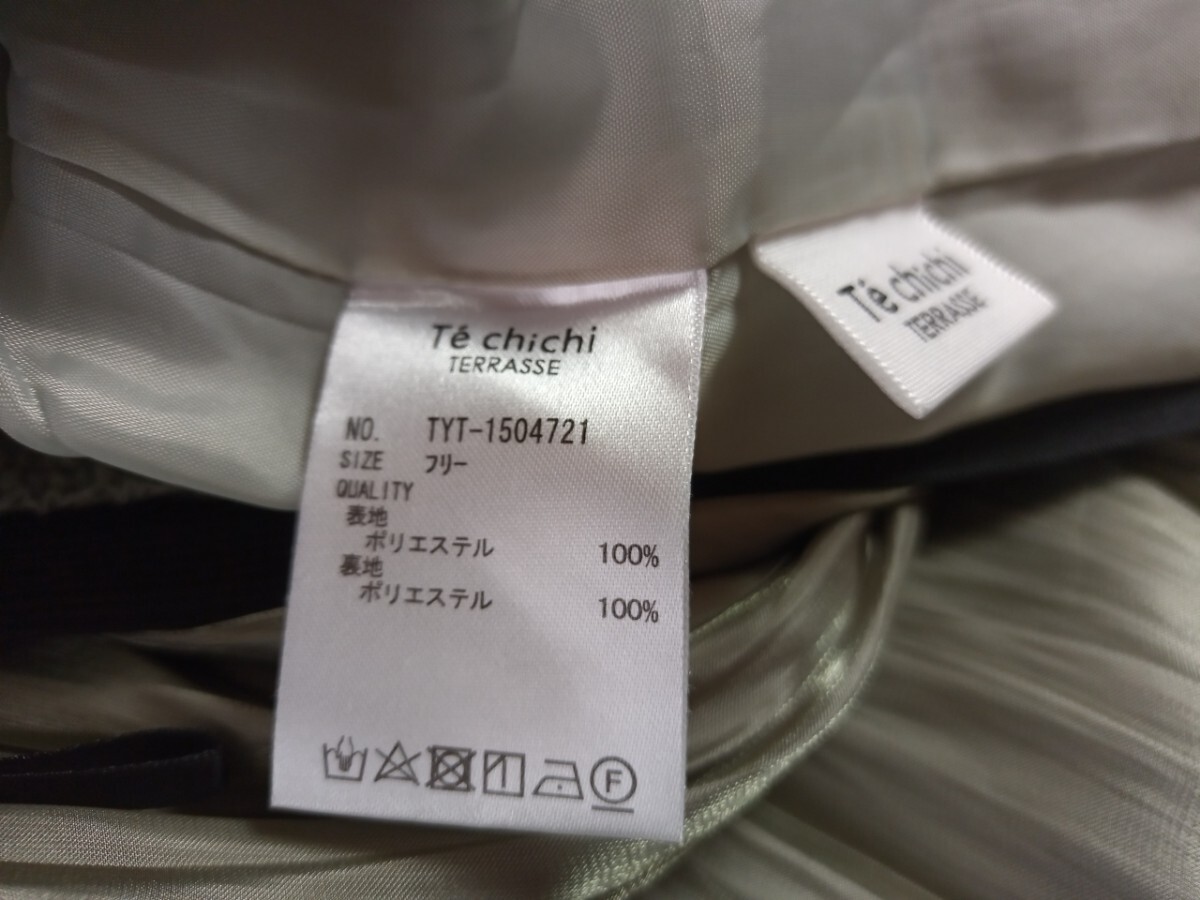 Té chichi
TERRASSE
NO. TYT-1504721
SIZE フリー
QUALITY
表地
ポリエステル 100%
裏地
ポリエステル 100%
F
Té chichi
TERRASSE